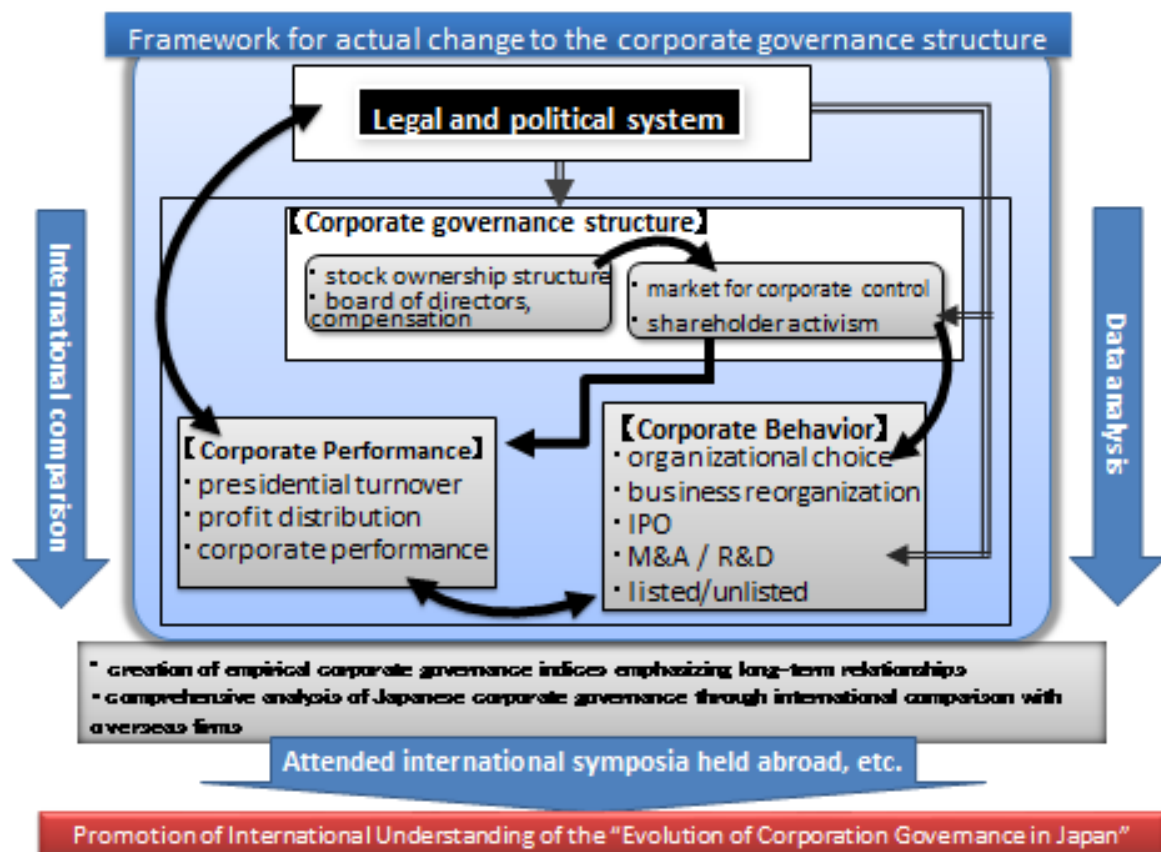 Framework for actual change to the corporate governance structure
Legal and political system
【Corporate governance structure】
・stock ownership structure
・board of directors,
compensation
・market for corporate control
・shareholder activism
International comparison
Data analysis
【Corporate Performance】
・presidential turnover
・profit distribution
・corporate performance
【Corporate Behavior】
・organizational choice
・business reorganization
・IPO
・M&A / R&D
・listed/unlisted
・creation of empirical corporate governance indices emphasizing long-term relationships
・comprehensive analysis of Japanese corporate governance through international comparison with
overseas firms
Attended international symposia held abroad, etc.
Promotion of International Understanding of the “Evolution of Corporation Governance in Japan”